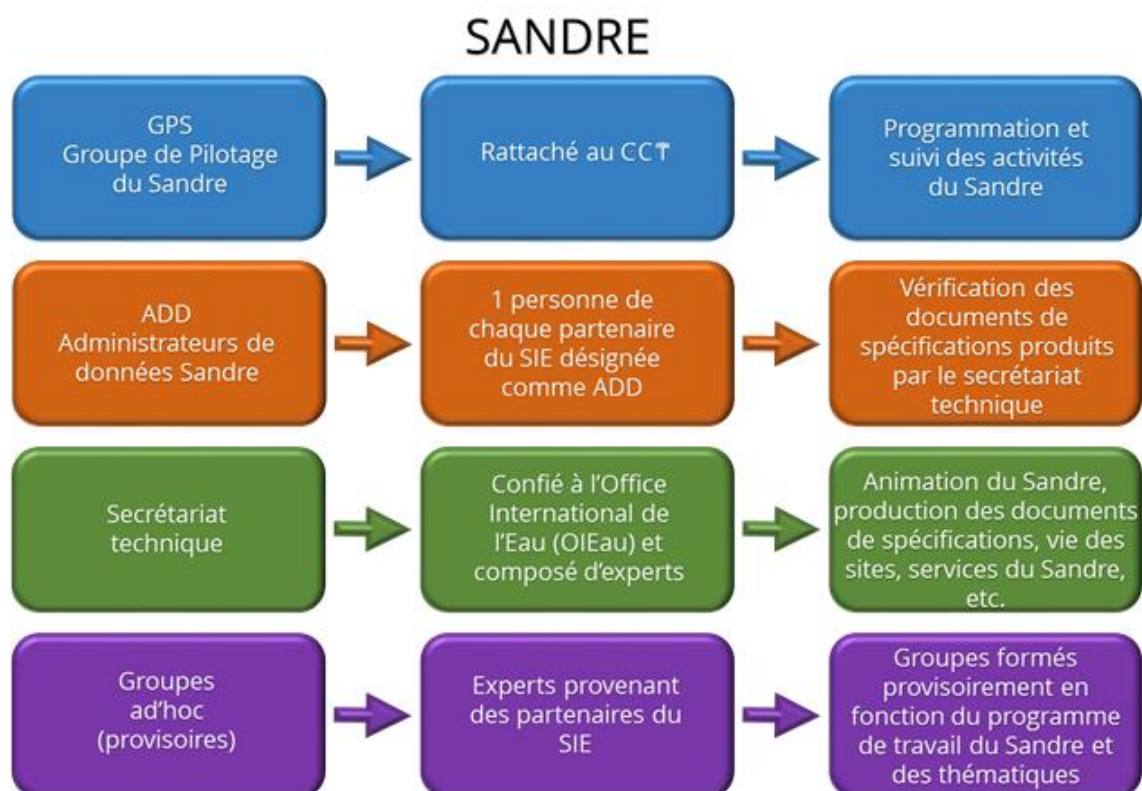 SANDRE
GPS
Groupe de Pilotage
du Sandre
Rattaché au CCT
Programmation et
suivi des activités
du Sandre
ADD
Administrateurs de
données Sandre
1 personne de
chaque partenaire
du SIE désignée
comme ADD
Vérification des
documents de
spécifications produits
par le secrétariat
technique
Secrétariat
technique
Confié à l’Office
International de
l’Eau (OIEau) et
composé d’experts
Animation du Sandre,
production des documents
de spécifications, vie des
sites, services du Sandre,
etc.
Groupes
ad’hoc
(provisoires)
Experts provenant
des partenaires du
SIE
Groupes formés
provisoirement en
fonction du programme
de travail du Sandre et
des thématiques